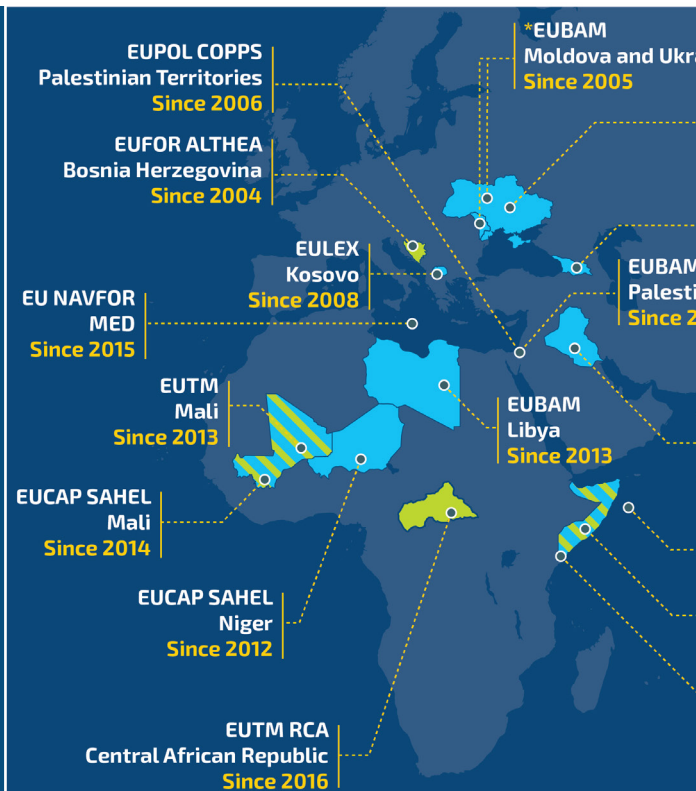 EUPOL COPPS
Palestinian Territories
Since 2006
*EUBAM
Moldova and Ukra
Since 2005
EUFOR ALTHEA
Bosnia Herzegovina
Since 2004
EULEX
Kosovo
Since 2008
EUBAM
Palesti
Since 2
EU NAVFOR
MED
Since 2015
EUTM
Mali
Since 2013
EUBAM
Libya
Since 2013
EUCAP SAHEL
Mali
Since 2014
EUCAP SAHEL
Niger
Since 2012
EUTM RCA
Central African Republic
Since 2016